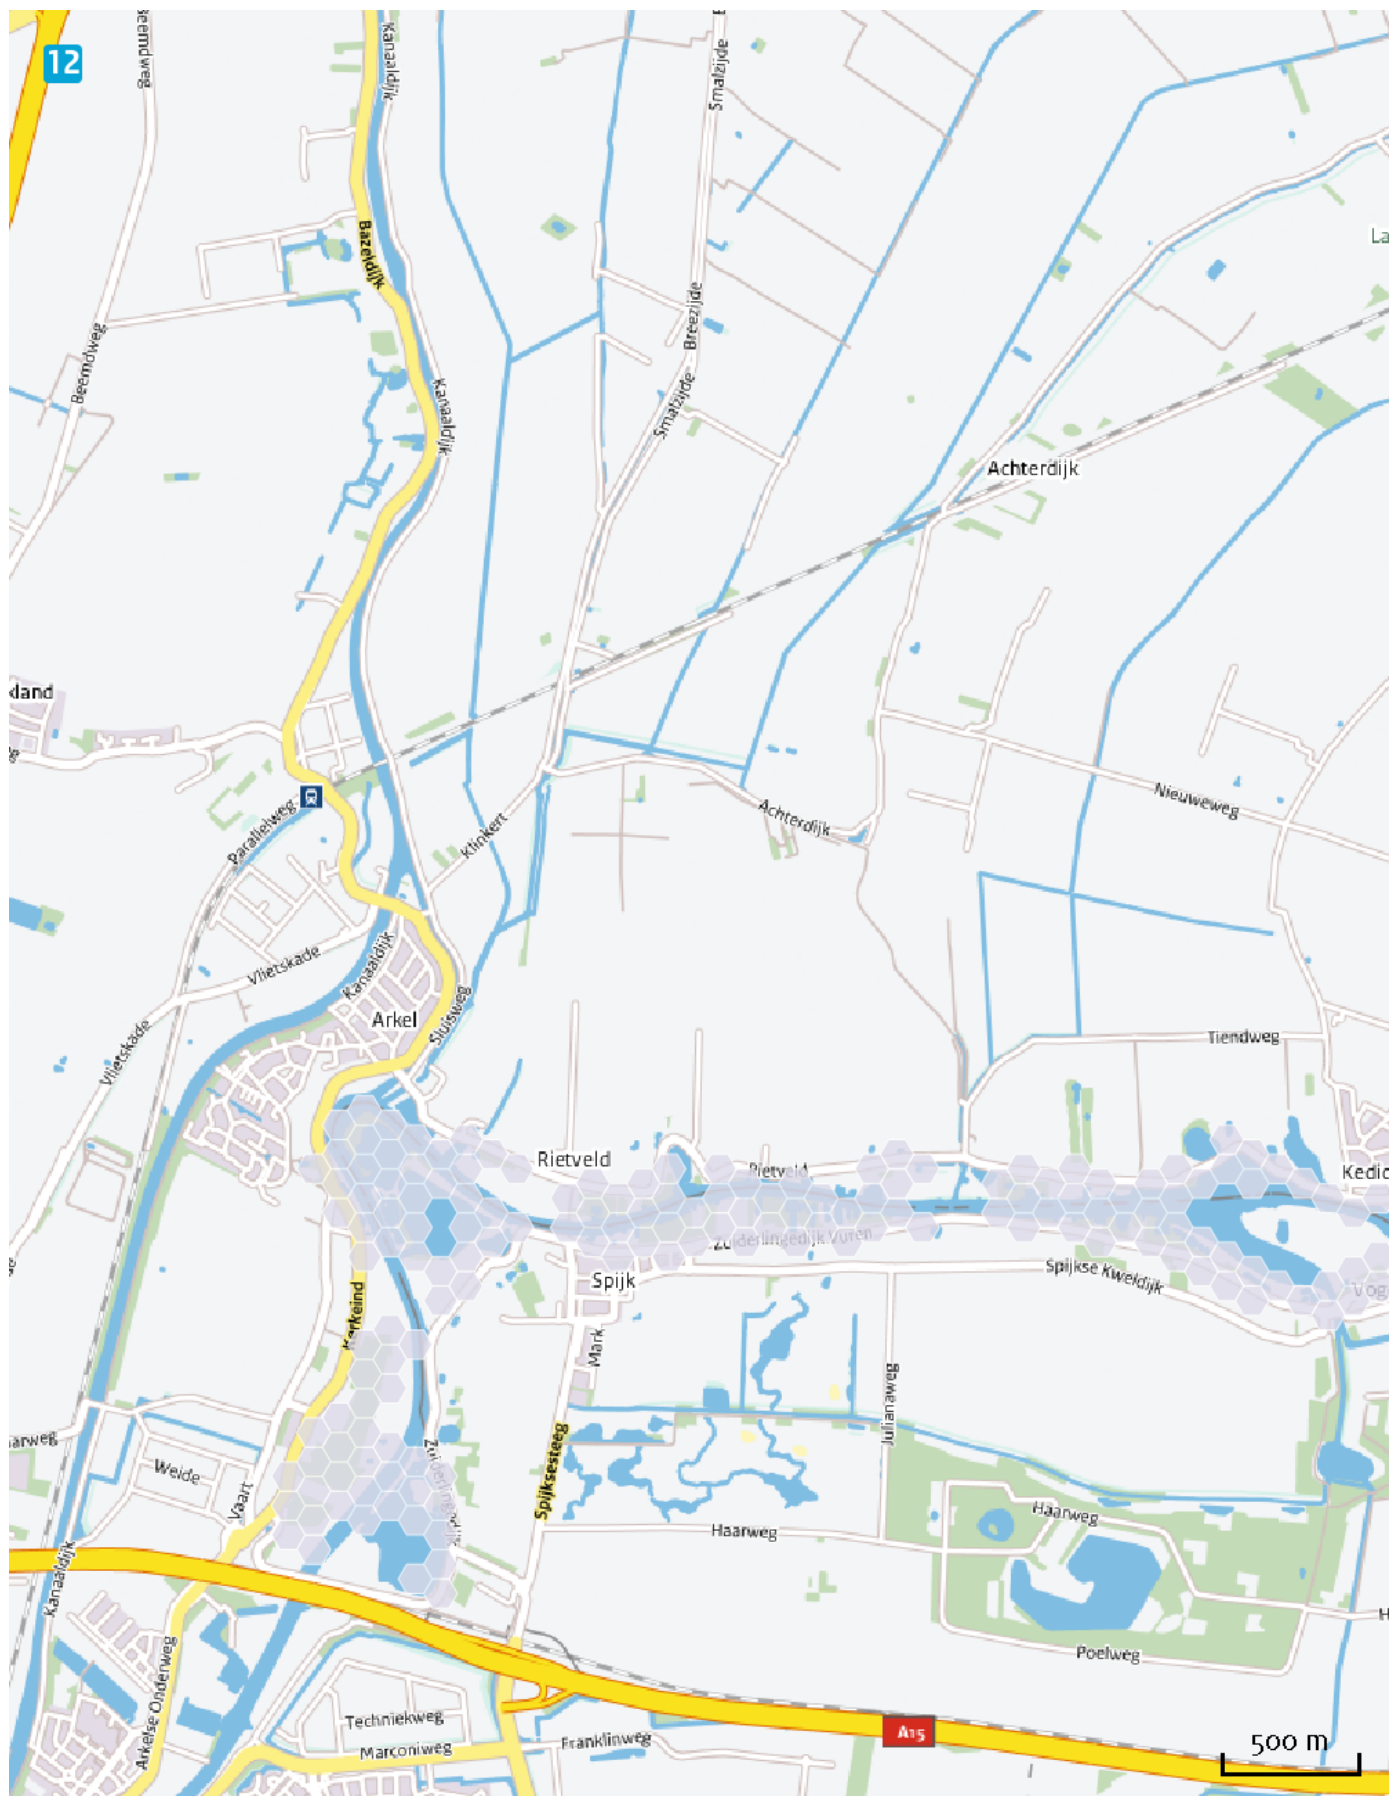 12
Kanaaldijk
Smalzijde
Bazeldijk
Breezijde
Beemdweg
Kanaaldijk
Smalzijde
Achterdijk
Parallelweg
Klinkert
Achterdijk
Nieuweweg
Vlietskade
Kanaaldijk
Arkel
Sluisweg
Vlietskade
Tiendweg
Rietveld
Rietveld
Zuiderlingedijk Vuren
Spijk
Spijkse Kweldijk
Kerkeind
Mark
Julianaweg
Spijksesteeg
Weide
Vaart
Haarweg
Haarweg
Kanaaldijk
Poelweg
Arkelse Onderweg
Techniekweg
Marconiweg
Franklinweg
A15
500 m